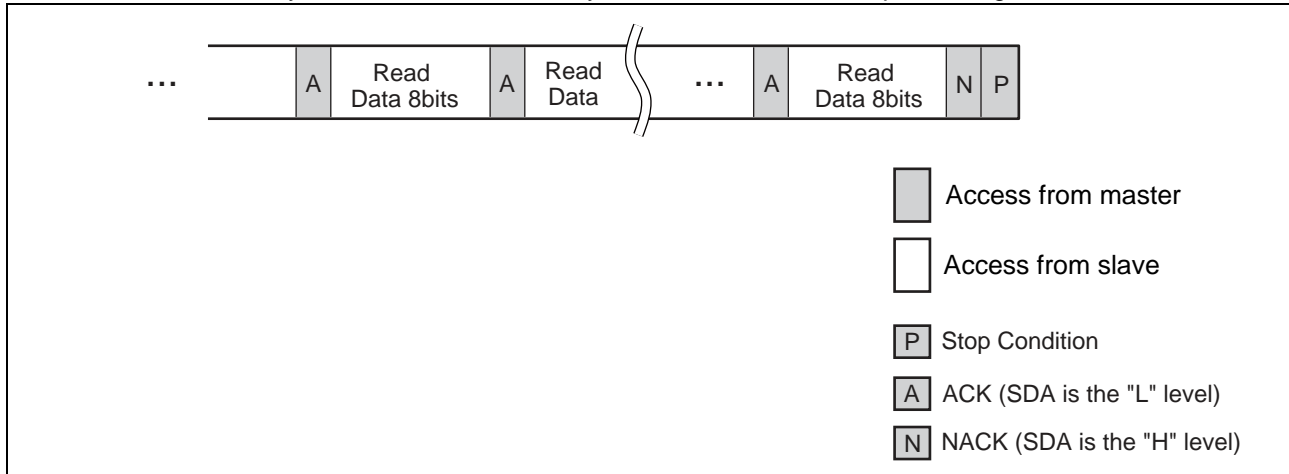 ...
A
Read
Data 8bits
A
Read
Data
...
A
Read
Data 8bits
N
P
Access from master
Access from slave
P Stop Condition
A ACK (SDA is the "L" level)
N NACK (SDA is the "H" level)